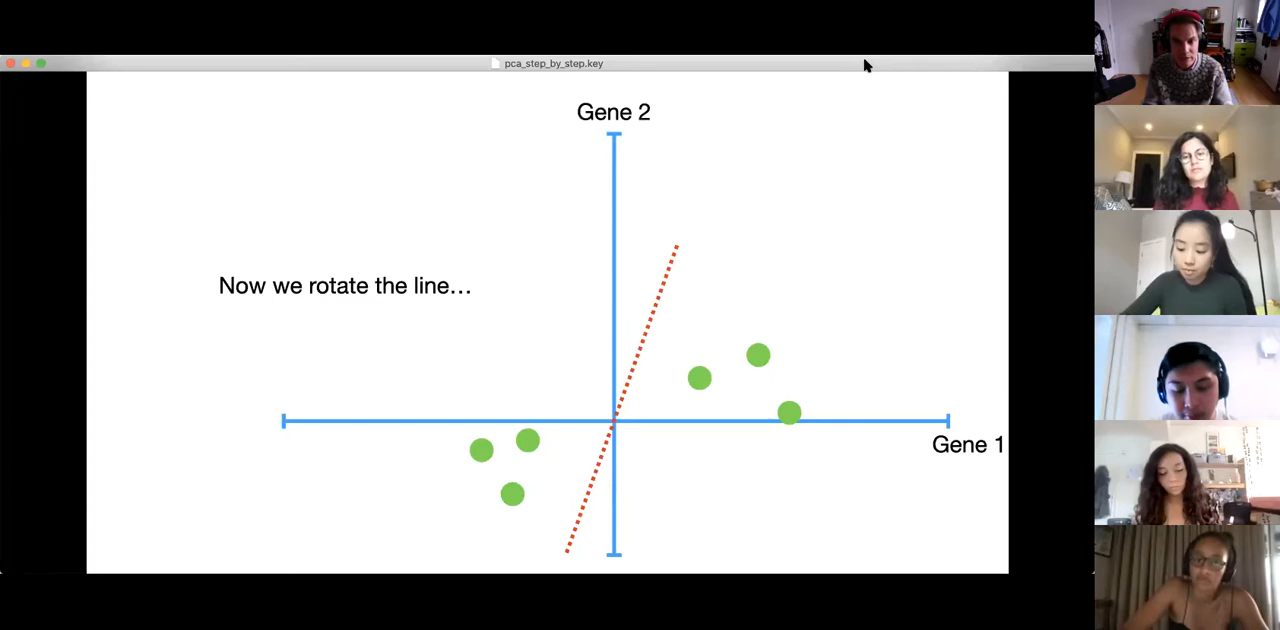 pca_step_by_step.key
Gene 2
Now we rotate the line…
Gene 1